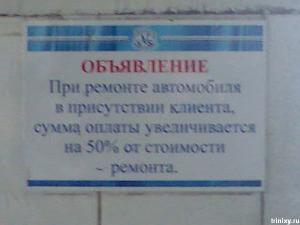 ОБЪЯВЛЕНИЕ
При ремонте автомобиля
в присутствии клиента,
сумма оплаты увеличивается
на 50% от стоимости
- ремонта.
trinixy.ru